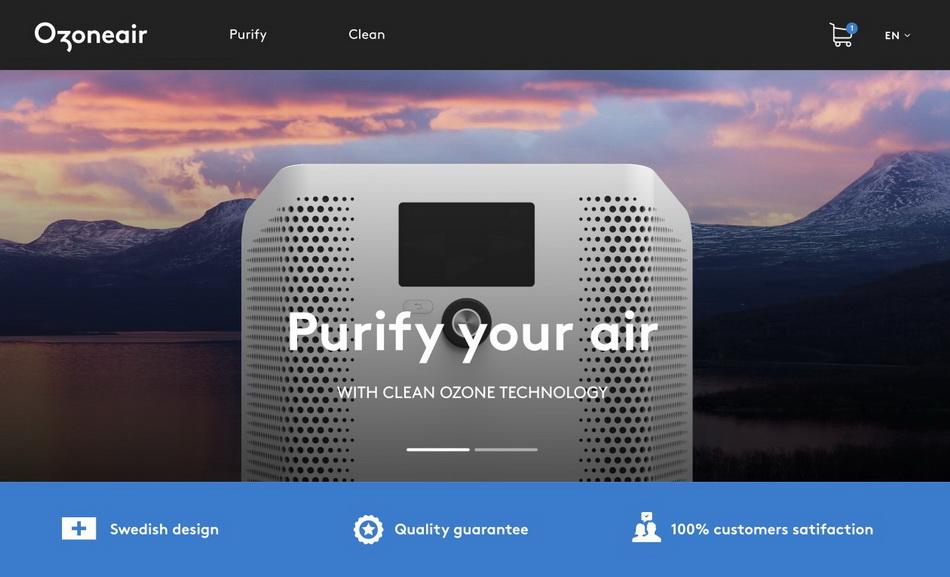 Ozoneair
Purify
Clean
1
EN
Purify your air
WITH CLEAN OZONE TECHNOLOGY
Swedish design
Quality guarantee
100% customers satifaction